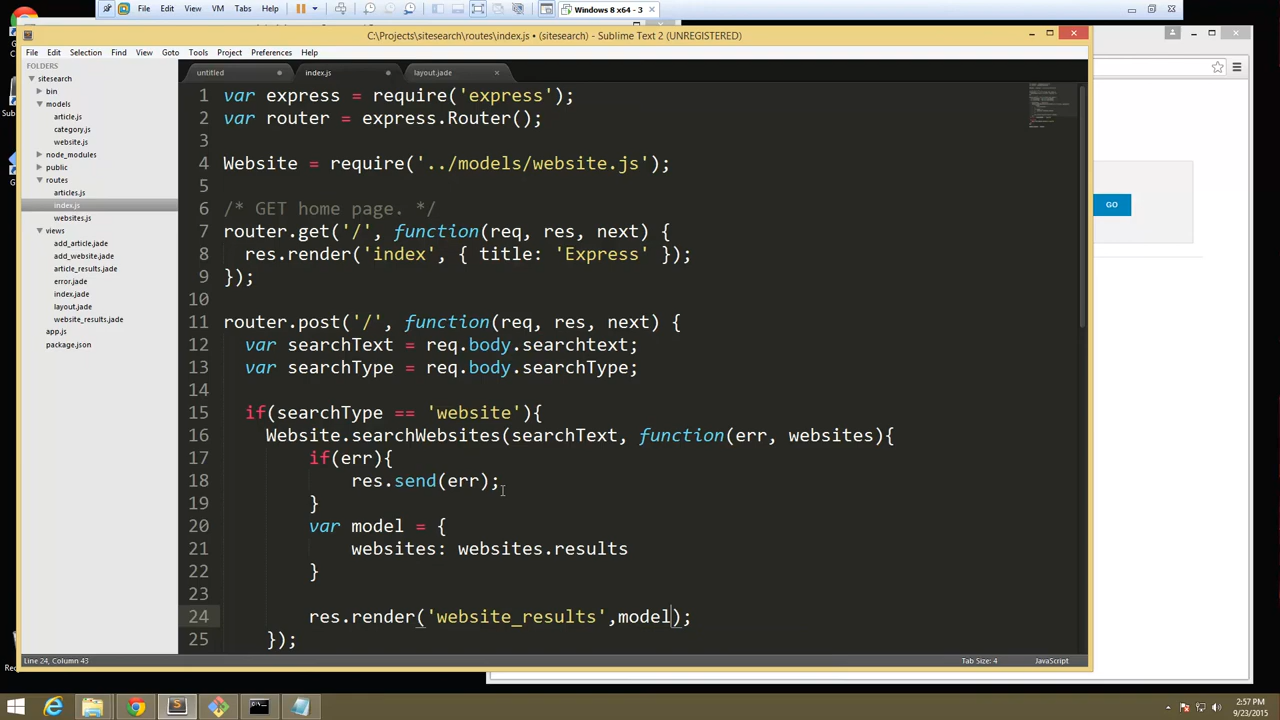 File Edit View VM Tabs Help
Windows 8 x64 - 3
C:\Projects\sitesearch\routes\index.js • (sitesearch) - Sublime Text 2 (UNREGISTERED)
File Edit Selection Find View Goto Tools Project Preferences Help
FOLDERS
sitesearch
bin
models
article.js
category.js
website.js
node_modules
public
routes
articles.js
index.js
websites.js
views
add_article.jade
add_website.jade
article_results.jade
error.jade
index.jade
layout.jade
website_results.jade
app.js
package.json
untitled
index.js
layout.jade
1 var express = require('express');
2 var router = express.Router();
3
4 Website = require('../models/website.js');
5
6 /* GET home page. */
7 router.get('/', function(req, res, next) {
8 res.render('index', { title: 'Express' });
9 });
10
11 router.post('/', function(req, res, next) {
12 var searchText = req.body.searchtext;
13 var searchType = req.body.searchType;
14
15 if(searchType == 'website'){
16 Website.searchWebsites(searchText, function(err, websites){
17 if(err){
18 res.send(err);
19 }
20 var model = {
21 websites: websites.results
22 }
23
24 res.render('website_results',model);
25 });
GO
Line 24, Column 43
Tab Size: 4
JavaScript
2:57 PM
9/23/2015